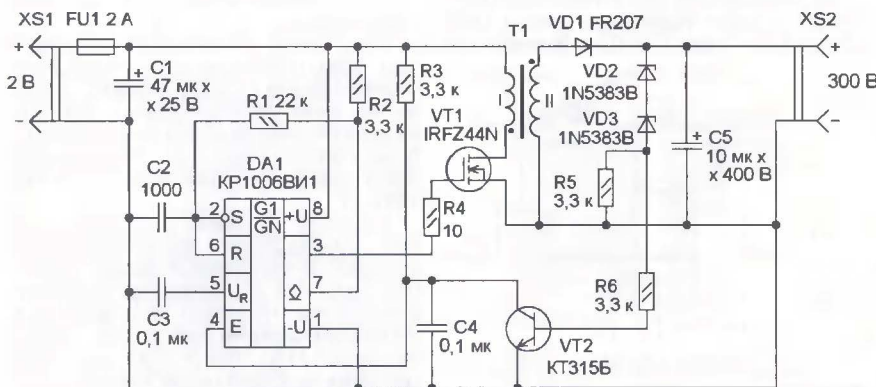 XS1 FU1 2 А
T1
VD1 FR207
XS2
+
2 В
−
C1
47 мк х
х 25 В
R1 22 к
R2
3,3 к
R3
3,3 к
VT1
IRFZ44N
I
II
VD2
1N5383B
VD3
1N5383B
+
300 В
−
C5
10 мк х
х 400 В
R5
3,3 к
C2
1000
DA1
КР1006ВИ1
R4
10
2 S G1 +U 8
GN
6 R 3
5 UR 7
4 E -U 1
C3
0,1 мк
C4
0,1 мк
R6
3,3 к
VT2
КТ315Б